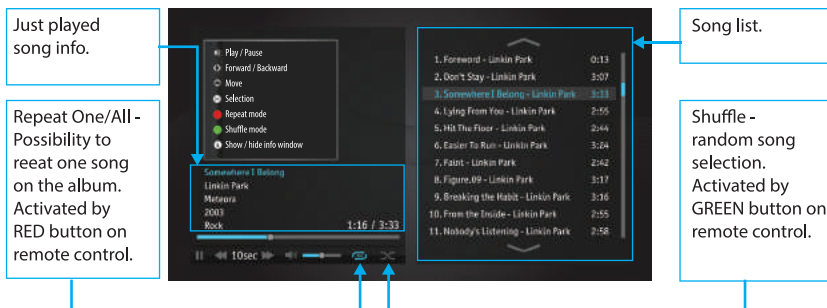 Just played
song info.
Repeat One/All -
Possibility to
reeat one song
on the album.
Activated by
RED button on
remote control.
Play / Pause
Forward / Backward
Move
Selection
Repeat mode
Shuffle mode
Show / hide info window
Somewhere I Belong
Linkin Park
Meteora
2003
Rock 1:16 / 3:33
10sec
1. Foreword - Linkin Park 0:13
2. Don't Stay - Linkin Park 3:07
3. Somewhere I Belong - Linkin Park 3:33
4. Lying From You - Linkin Park 2:55
5. Hit The Floor - Linkin Park 2:44
6. Easier To Run - Linkin Park 3:24
7. Faint - Linkin Park 2:42
8. Figure.09 - Linkin Park 3:17
9. Breaking the Habit - Linkin Park 3:16
10. From the Inside - Linkin Park 2:55
11. Nobody's Listening - Linkin Park 2:58
Song list.
Shuffle -
random song
selection.
Activated by
GREEN button on
remote control.